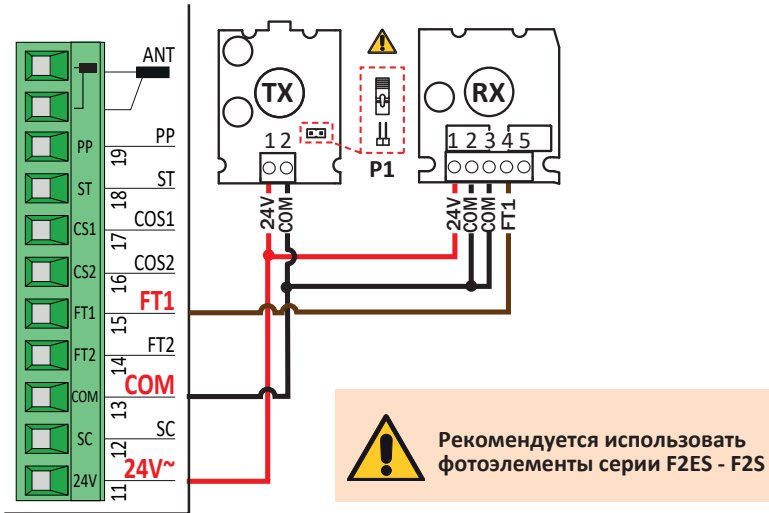 ANT
PP 19 PP
ST 18 ST
CS1 17 COS1
CS2 16 COS2
FT1 15 FT1
FT2 14 FT2
COM 13 COM
SC 12 SC
24V 11 24V~
TX
1 2
24V COM
P1
RX
1 2 3 4 5
24V COM COM FT1
Рекомендуется использовать
фотоэлементы серии F2ES - F2S